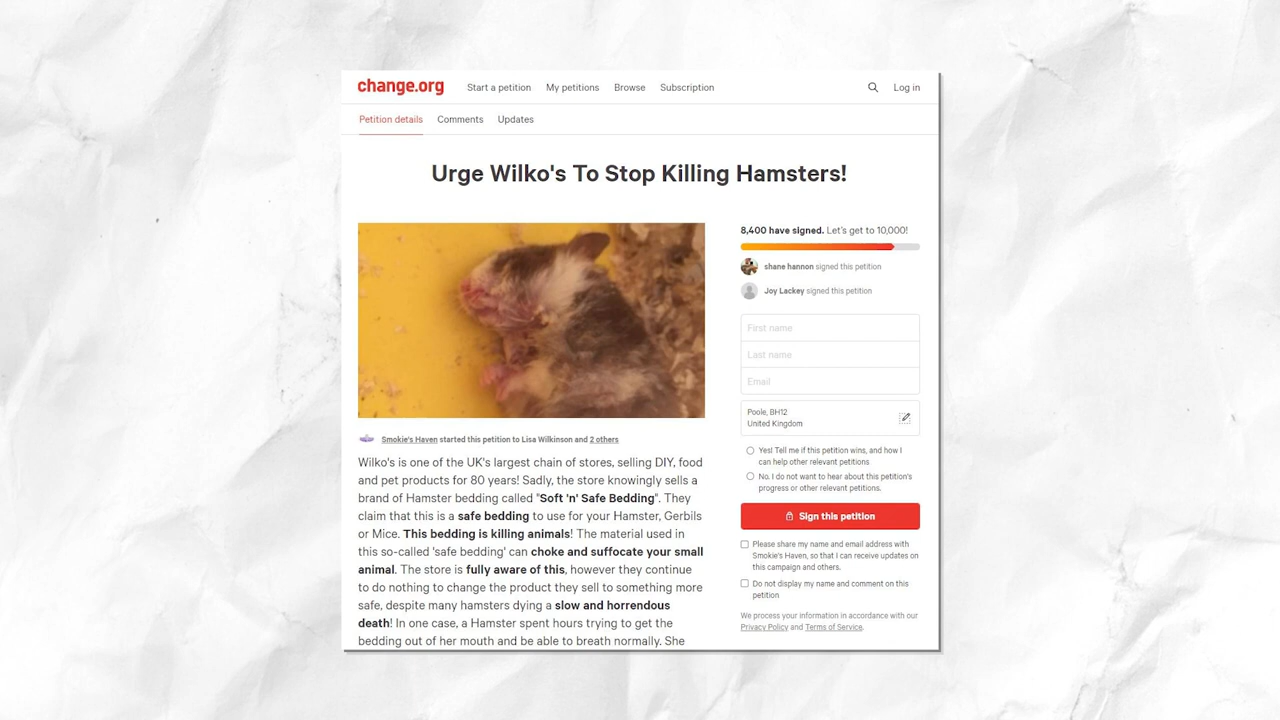 change.org
Start a petition
My petitions
Browse
Subscription
Log in
Petition details
Comments
Updates
Urge Wilko's To Stop Killing Hamsters!
8,400 have signed. Let's get to 10,000!
shane hannon signed this petition
Joy Lackey signed this petition
First name
Last name
Email
Poole, BH12
United Kingdom
Yes! Tell me if this petition wins, and how I
can help other relevant petitions
No. I do not want to hear about this petition's
progress or other relevant petitions.
Sign this petition
Please share my name and email address with
Smokie's Haven, so that I can receive updates on
this campaign and others.
Do not display my name and comment on this
petition
We process your information in accordance with our
Privacy Policy and Terms of Service.
Smokie's Haven started this petition to Lisa Wilkinson and 2 others
Wilko's is one of the UK's largest chain of stores, selling DIY, food
and pet products for 80 years! Sadly, the store knowingly sells a
brand of Hamster bedding called "Soft 'n' Safe Bedding". They
claim that this is a safe bedding to use for your Hamster, Gerbils
or Mice. This bedding is killing animals! The material used in
this so-called 'safe bedding' can choke and suffocate your small
animal. The store is fully aware of this, however they continue
to do nothing to change the product they sell to something more
safe, despite many hamsters dying a slow and horrendous
death! In one case, a Hamster spent hours trying to get the
bedding out of her mouth and be able to breath normally. She